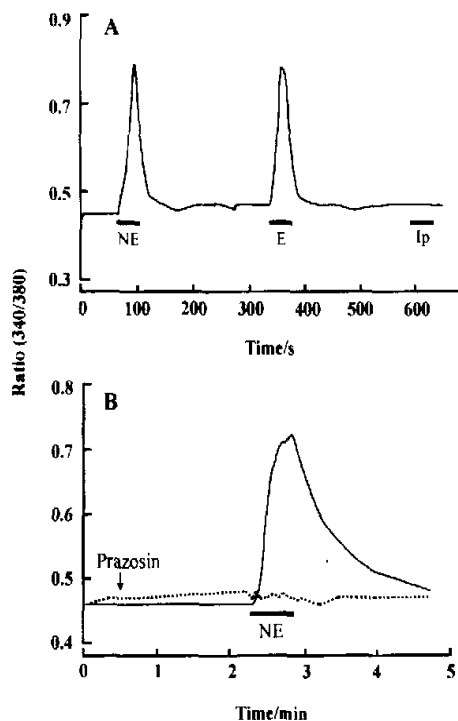 A
0.9
0.7
0.5
0.3
NE
E
Ip
0 100 200 300 400 500 600
Time/s
Ratio (340/380)
B
0.8
0.7
0.6
0.5
0.4
Prazosin
NE
0 1 2 3 4 5
Time/min